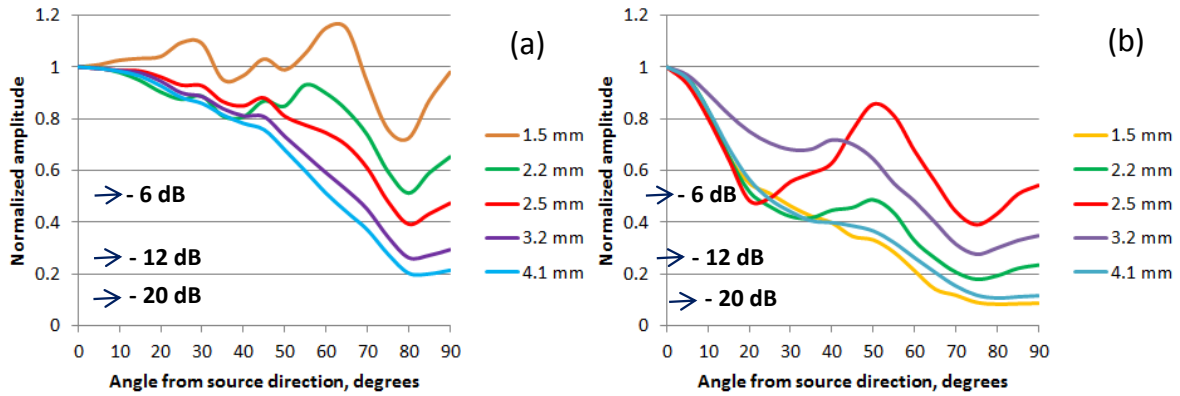 (a)
Normalized amplitude
1.2
1
0.8
0.6
0.4
0.2
0
- 6 dB
- 12 dB
- 20 dB
0 10 20 30 40 50 60 70 80 90
Angle from source direction, degrees
1.5 mm
2.2 mm
2.5 mm
3.2 mm
4.1 mm
(b)
Normalized amplitude
1.2
1
0.8
0.6
0.4
0.2
0
- 6 dB
- 12 dB
- 20 dB
0 10 20 30 40 50 60 70 80 90
Angle from source direction, degrees
1.5 mm
2.2 mm
2.5 mm
3.2 mm
4.1 mm